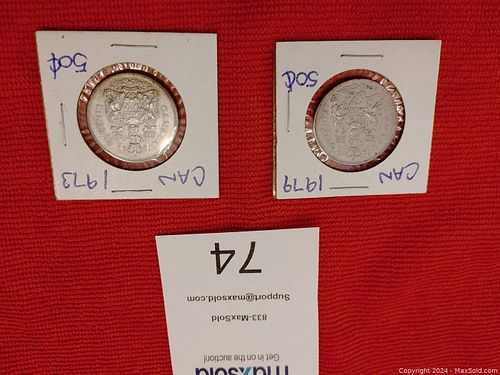 maxsold
Get in on the auction!
833-MaxSold
Support@maxsold.com
74
CAN 1979
50¢
CAN 1973
50¢
Copyright 2024 - MaxSold.com